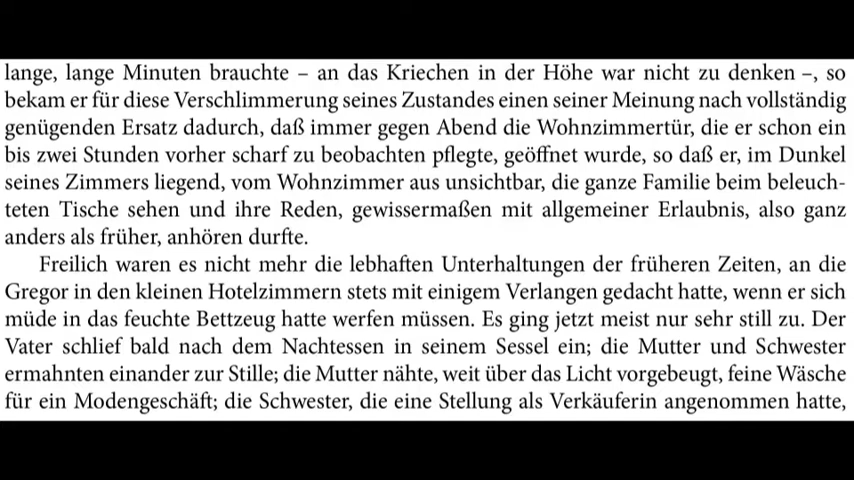 lange, lange Minuten brauchte – an das Kriechen in der Höhe war nicht zu denken –, so
bekam er für diese Verschlimmerung seines Zustandes einen seiner Meinung nach vollständig
genügenden Ersatz dadurch, daß immer gegen Abend die Wohnzimmertür, die er schon ein
bis zwei Stunden vorher scharf zu beobachten pflegte, geöffnet wurde, so daß er, im Dunkel
seines Zimmers liegend, vom Wohnzimmer aus unsichtbar, die ganze Familie beim beleuch-
teten Tische sehen und ihre Reden, gewissermaßen mit allgemeiner Erlaubnis, also ganz
anders als früher, anhören durfte.
Freilich waren es nicht mehr die lebhaften Unterhaltungen der früheren Zeiten, an die
Gregor in den kleinen Hotelzimmern stets mit einigem Verlangen gedacht hatte, wenn er sich
müde in das feuchte Bettzeug hatte werfen müssen. Es ging jetzt meist nur sehr still zu. Der
Vater schlief bald nach dem Nachtessen in seinem Sessel ein; die Mutter und Schwester
ermahnten einander zur Stille; die Mutter nähte, weit über das Licht vorgebeugt, feine Wäsche
für ein Modengeschäft; die Schwester, die eine Stellung als Verkäuferin angenommen hatte,